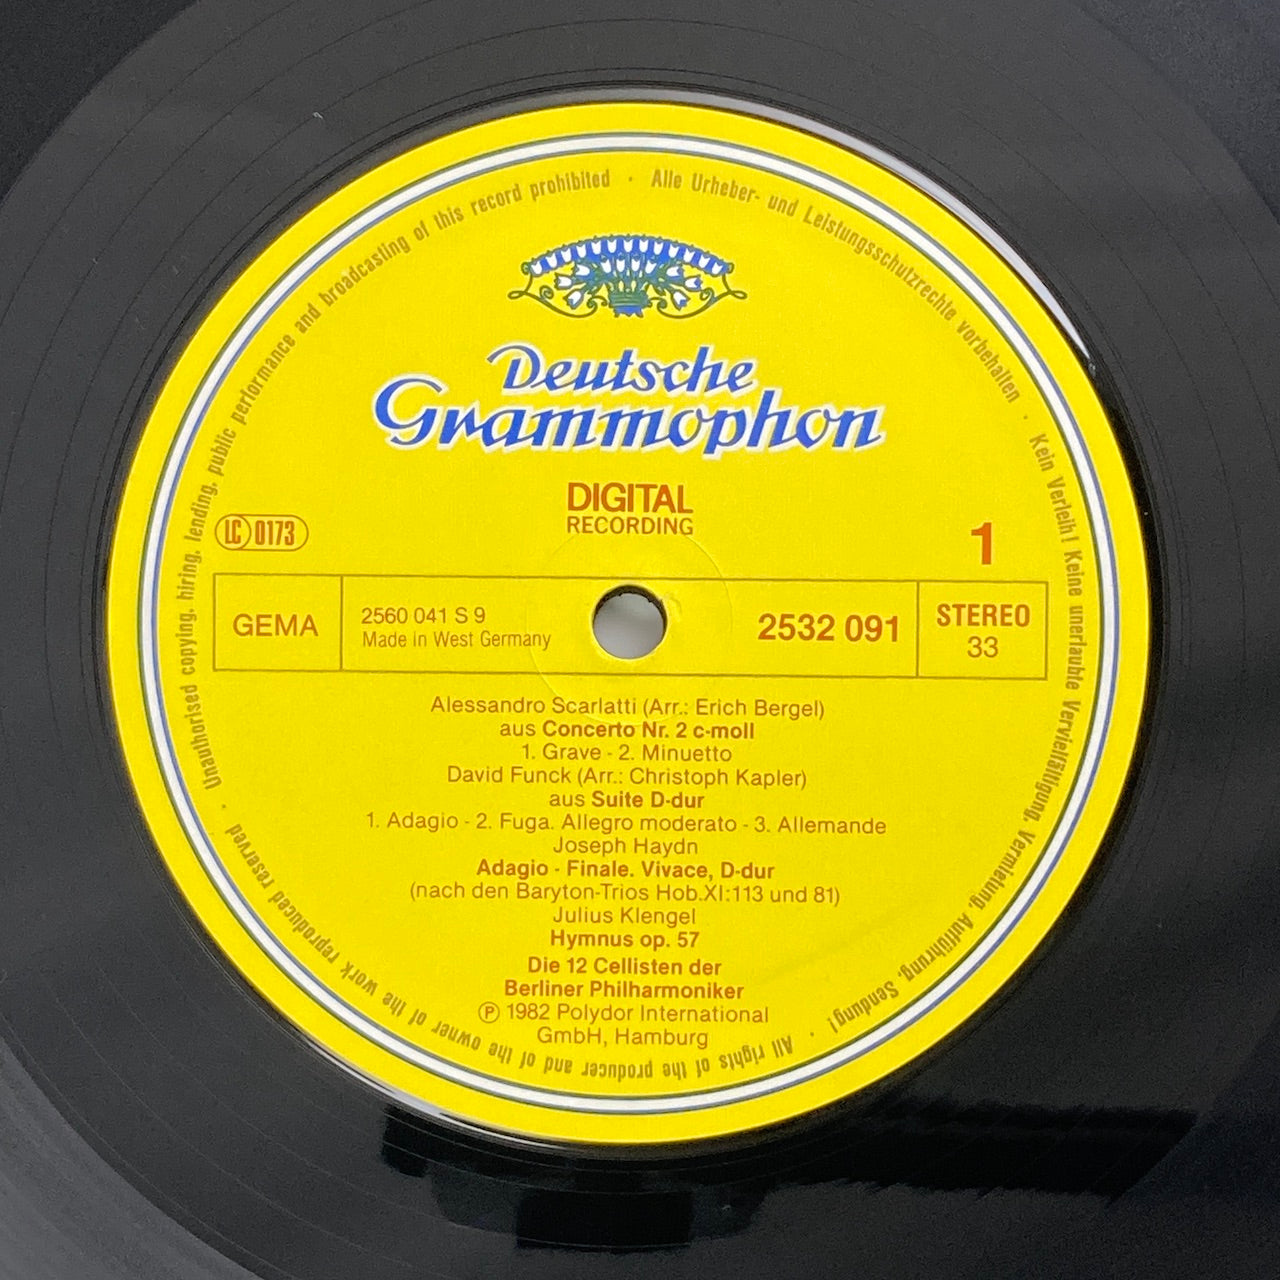 Alle Urheber- und Leistungsschutzrechte vorbehalten · Kein Verleih! Keine unerlaubte Vervielfältigung, Vermietung, Aufführung, Sendung! ·
All rights of the producer and of the owner of the work reproduced reserved · Unauthorised copying, hiring, lending, public performance and broadcasting of this record prohibited ·
Deutsche
Grammophon
DIGITAL
RECORDING
LC 0173
1
GEMA
2560 041 S 9
Made in West Germany
2532 091
STEREO
33
Alessandro Scarlatti (Arr.: Erich Bergel)
aus Concerto Nr. 2 c-moll
1. Grave - 2. Minuetto
David Funck (Arr.: Christoph Kapler)
aus Suite D-dur
1. Adagio - 2. Fuga. Allegro moderato - 3. Allemande
Joseph Haydn
Adagio - Finale. Vivace, D-dur
(nach den Baryton-Trios Hob.XI:113 und 81)
Julius Klengel
Hymnus op. 57
Die 12 Cellisten der
Berliner Philharmoniker
℗ 1982 Polydor International
GmbH, Hamburg